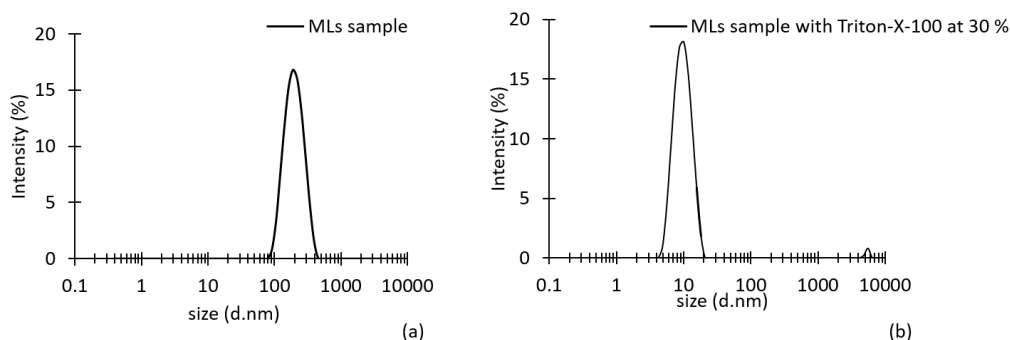 MLs sample
20
15
10
5
0
Intensity (%)
0.1 1 10 100 1000 10000
size (d.nm)
(a)
MLs sample with Triton-X-100 at 30 %
20
15
10
5
0
Intensity (%)
0.1 1 10 100 1000 10000
size (d.nm)
(b)